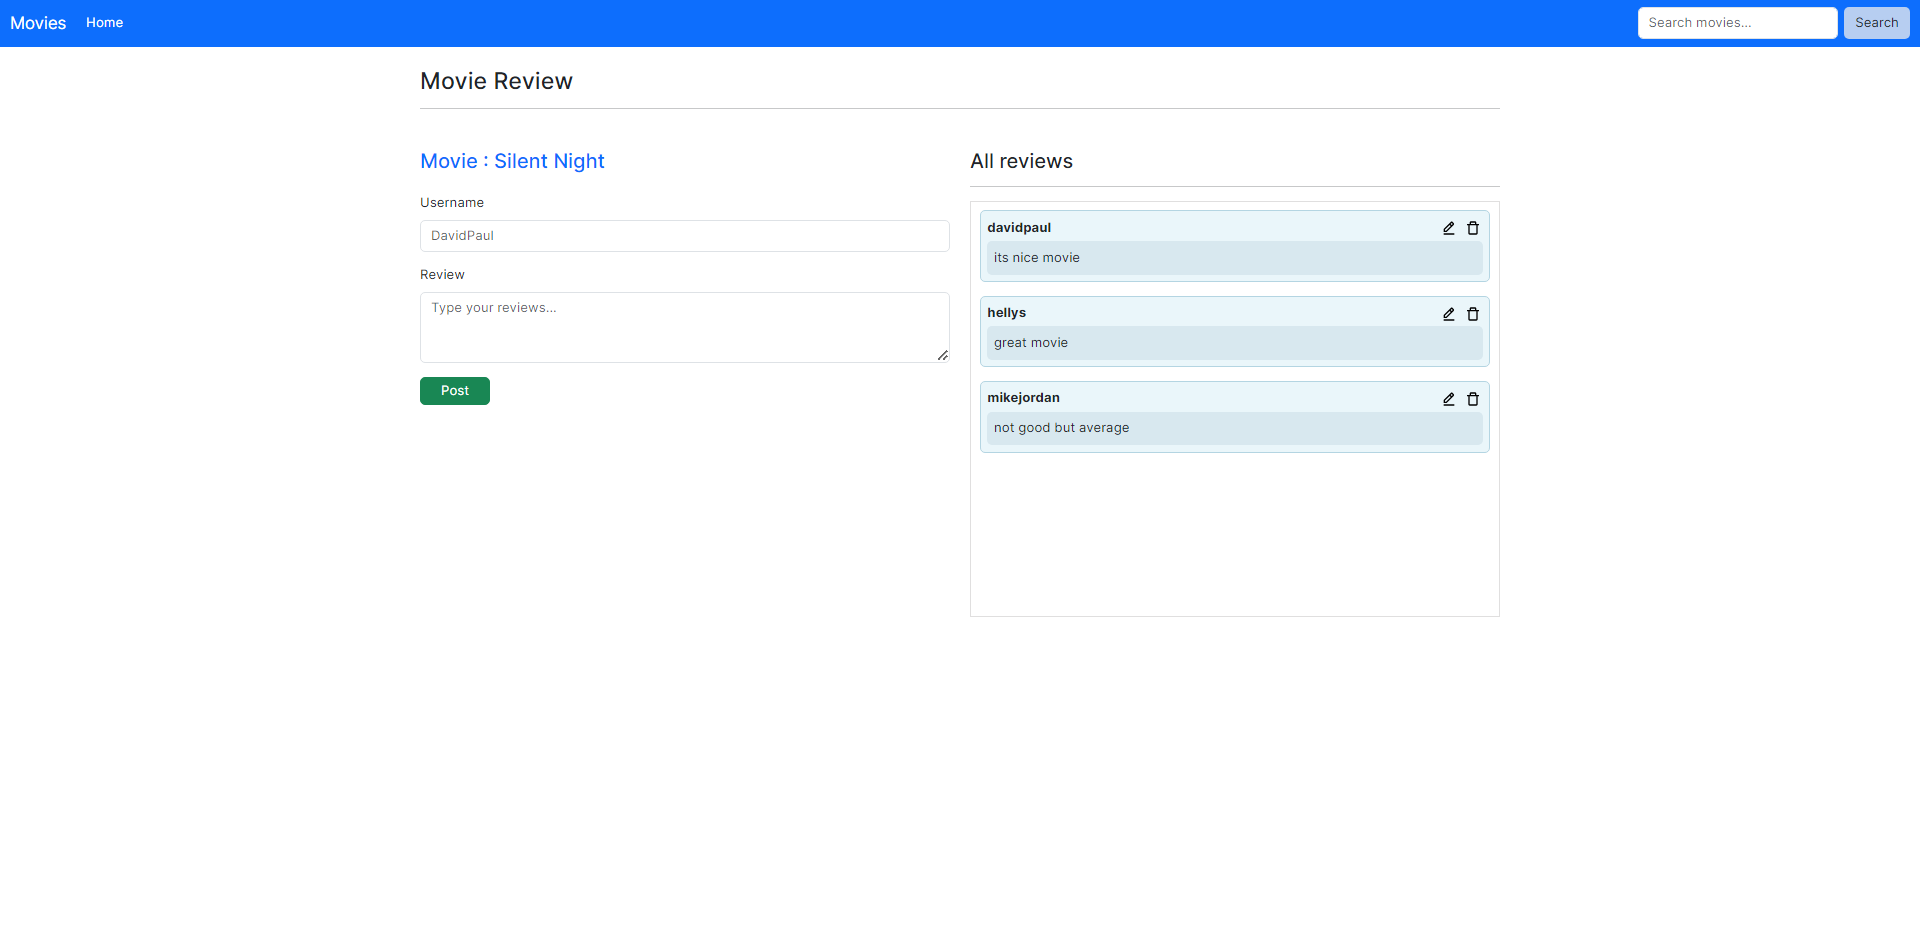 Movies Home Search movies... Search
Movie Review
Movie : Silent Night
Username
DavidPaul
Review
Type your reviews...
Post
All reviews
davidpaul
its nice movie
hellys
great movie
mikejordan
not good but average